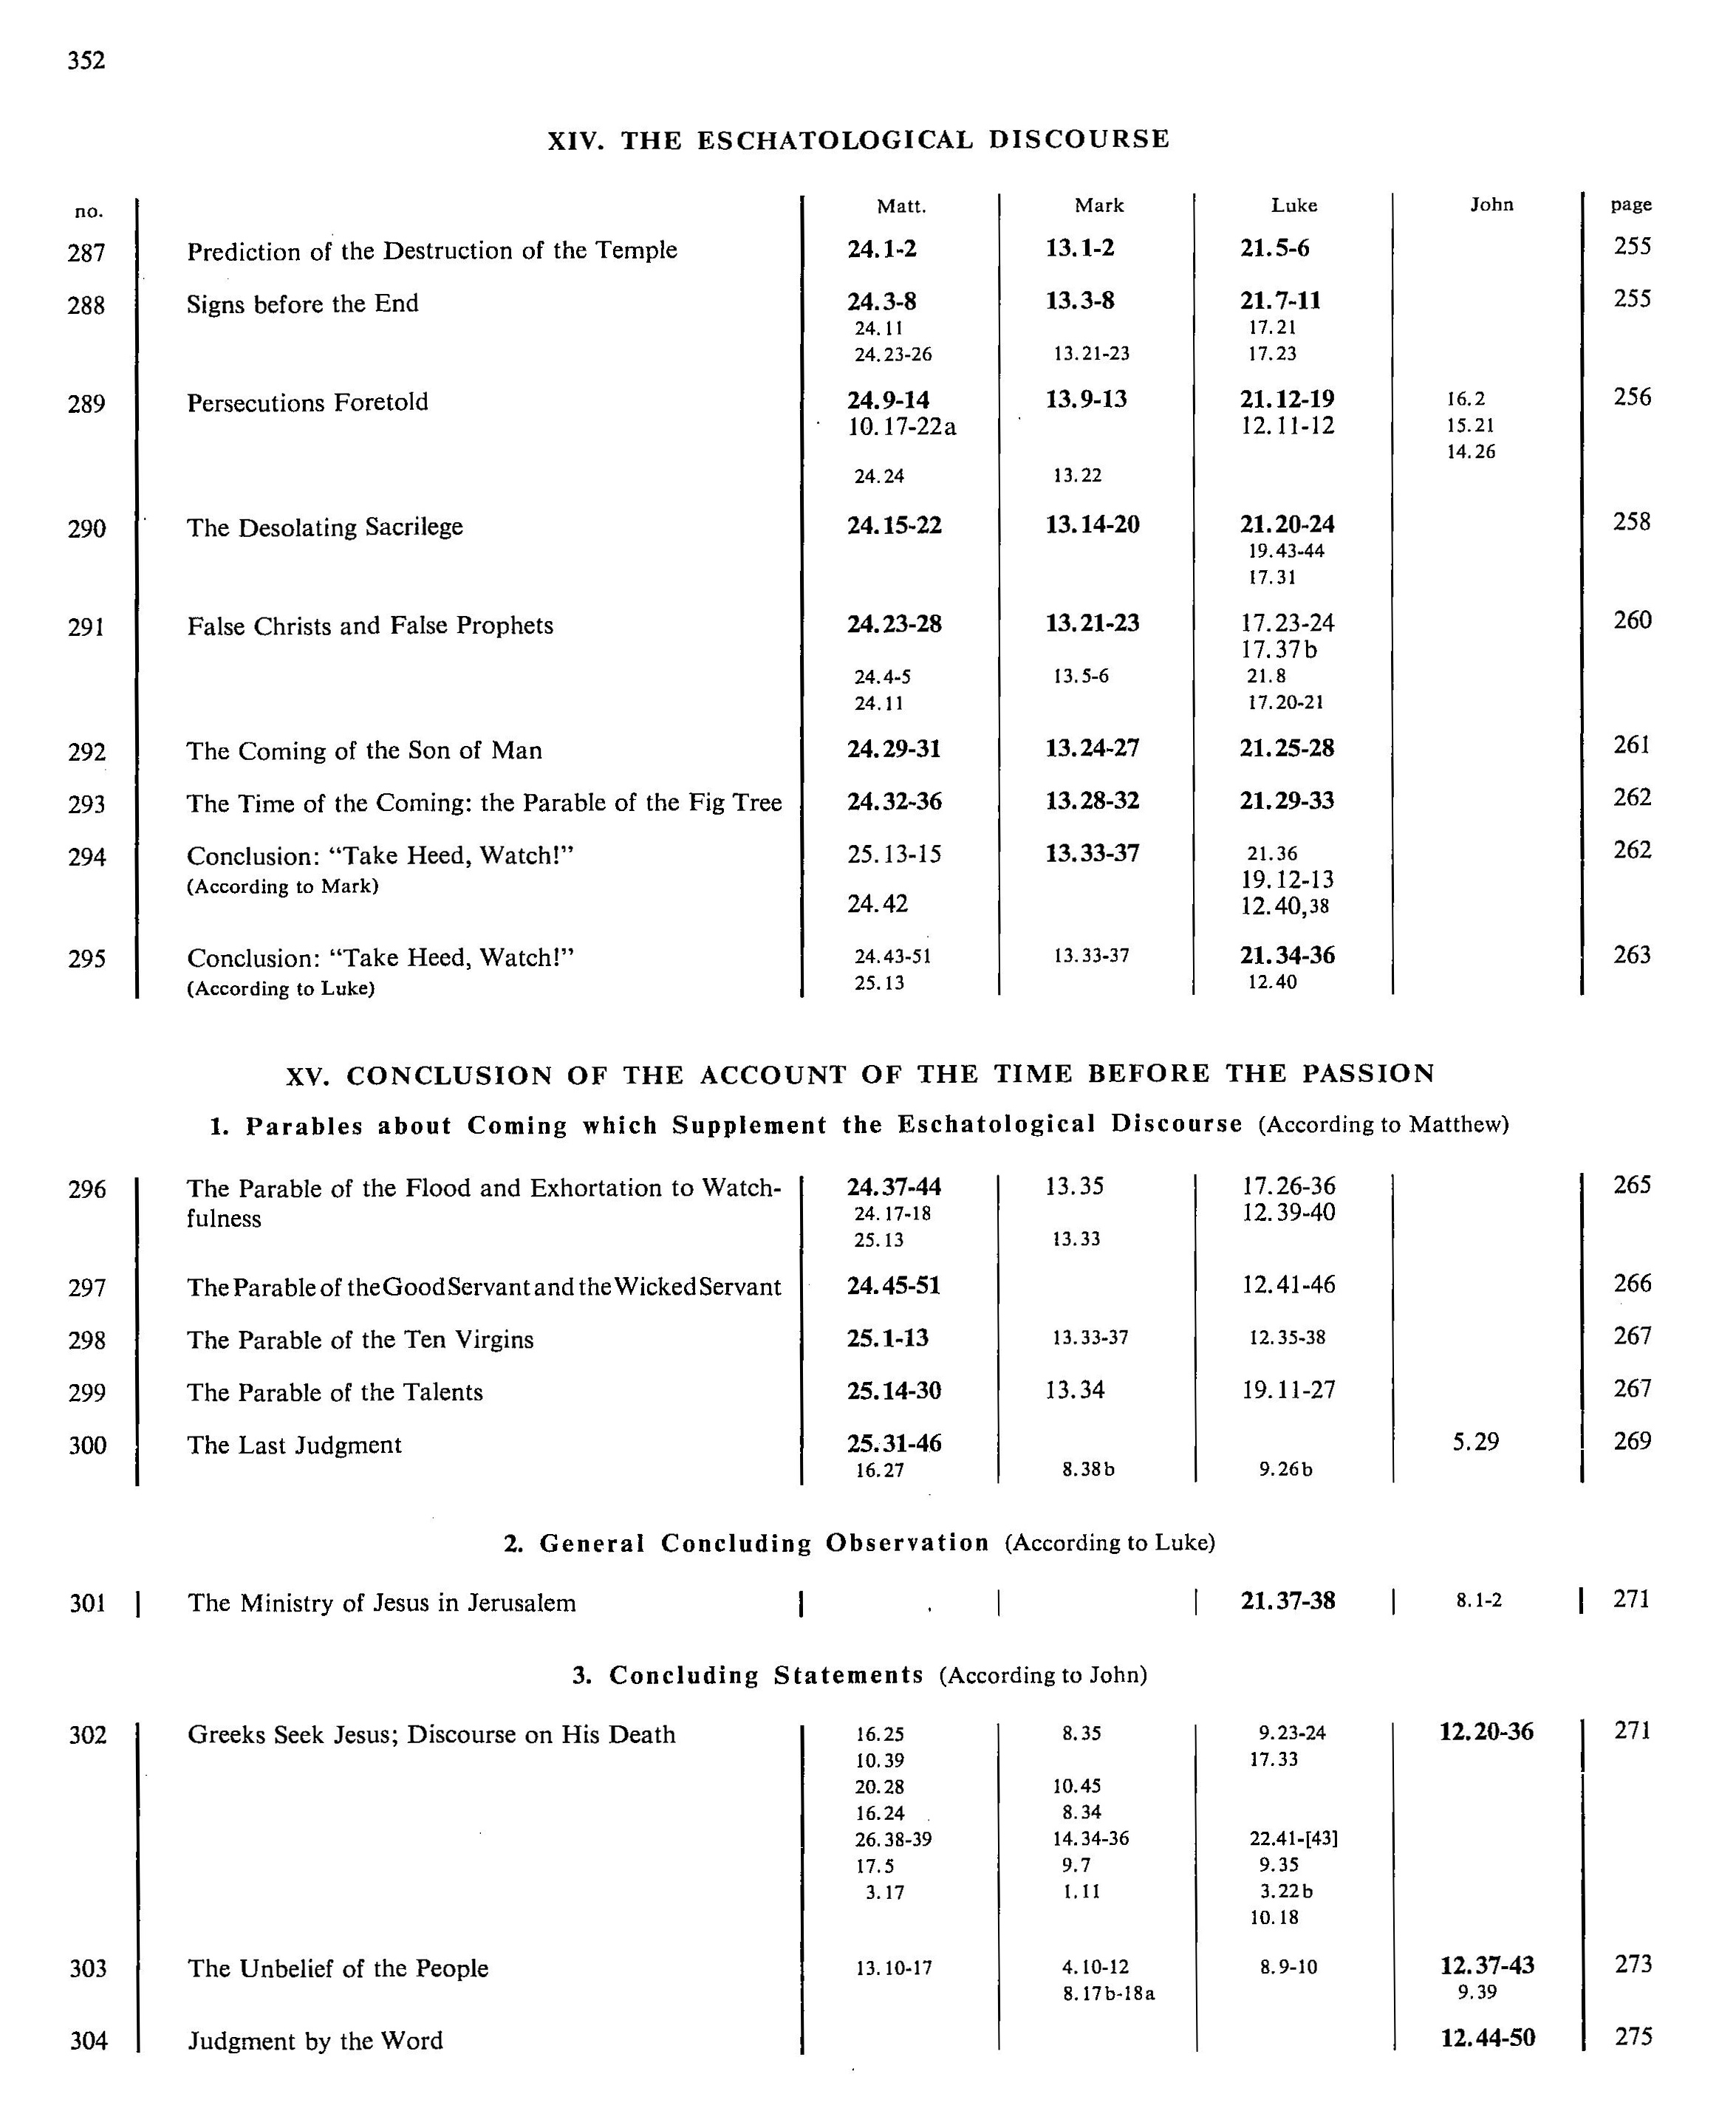 352
XIV. THE ESCHATOLOGICAL DISCOURSE
no. Matt. Mark Luke John page
287 Prediction of the Destruction of the Temple 24.1-2 13.1-2 21.5-6 255
288 Signs before the End 24.3-8 13.3-8 21.7-11 255
24.11 17.21
24.23-26 13.21-23 17.23
289 Persecutions Foretold 24.9-14 13.9-13 21.12-19 16.2 256
10.17-22a 12.11-12 15.21
14.26
24.24 13.22
290 The Desolating Sacrilege 24.15-22 13.14-20 21.20-24 258
19.43-44
17.31
291 False Christs and False Prophets 24.23-28 13.21-23 17.23-24 260
17.37b
24.4-5 13.5-6 21.8
24.11 17.20-21
292 The Coming of the Son of Man 24.29-31 13.24-27 21.25-28 261
293 The Time of the Coming: the Parable of the Fig Tree 24.32-36 13.28-32 21.29-33 262
294 Conclusion: “Take Heed, Watch!” 25.13-15 13.33-37 21.36 262
(According to Mark) 19.12-13
24.42 12.40,38
295 Conclusion: “Take Heed, Watch!” 24.43-51 13.33-37 21.34-36 263
(According to Luke) 25.13 12.40
XV. CONCLUSION OF THE ACCOUNT OF THE TIME BEFORE THE PASSION
1. Parables about Coming which Supplement the Eschatological Discourse (According to Matthew)
296 The Parable of the Flood and Exhortation to Watch- 24.37-44 13.35 17.26-36 265
fulness 24.17-18 12.39-40
25.13 13.33
297 The Parable of the Good Servant and the Wicked Servant 24.45-51 12.41-46 266
298 The Parable of the Ten Virgins 25.1-13 13.33-37 12.35-38 267
299 The Parable of the Talents 25.14-30 13.34 19.11-27 267
300 The Last Judgment 25.31-46 5.29 269
16.27 8.38b 9.26b
2. General Concluding Observation (According to Luke)
301 The Ministry of Jesus in Jerusalem 21.37-38 8.1-2 271
3. Concluding Statements (According to John)
302 Greeks Seek Jesus; Discourse on His Death 16.25 8.35 9.23-24 12.20-36 271
10.39 17.33
20.28 10.45
16.24 8.34
26.38-39 14.34-36 22.41-[43]
17.5 9.7 9.35
3.17 1.11 3.22b
10.18
303 The Unbelief of the People 13.10-17 4.10-12 8.9-10 12.37-43 273
8.17b-18a 9.39
304 Judgment by the Word 12.44-50 275